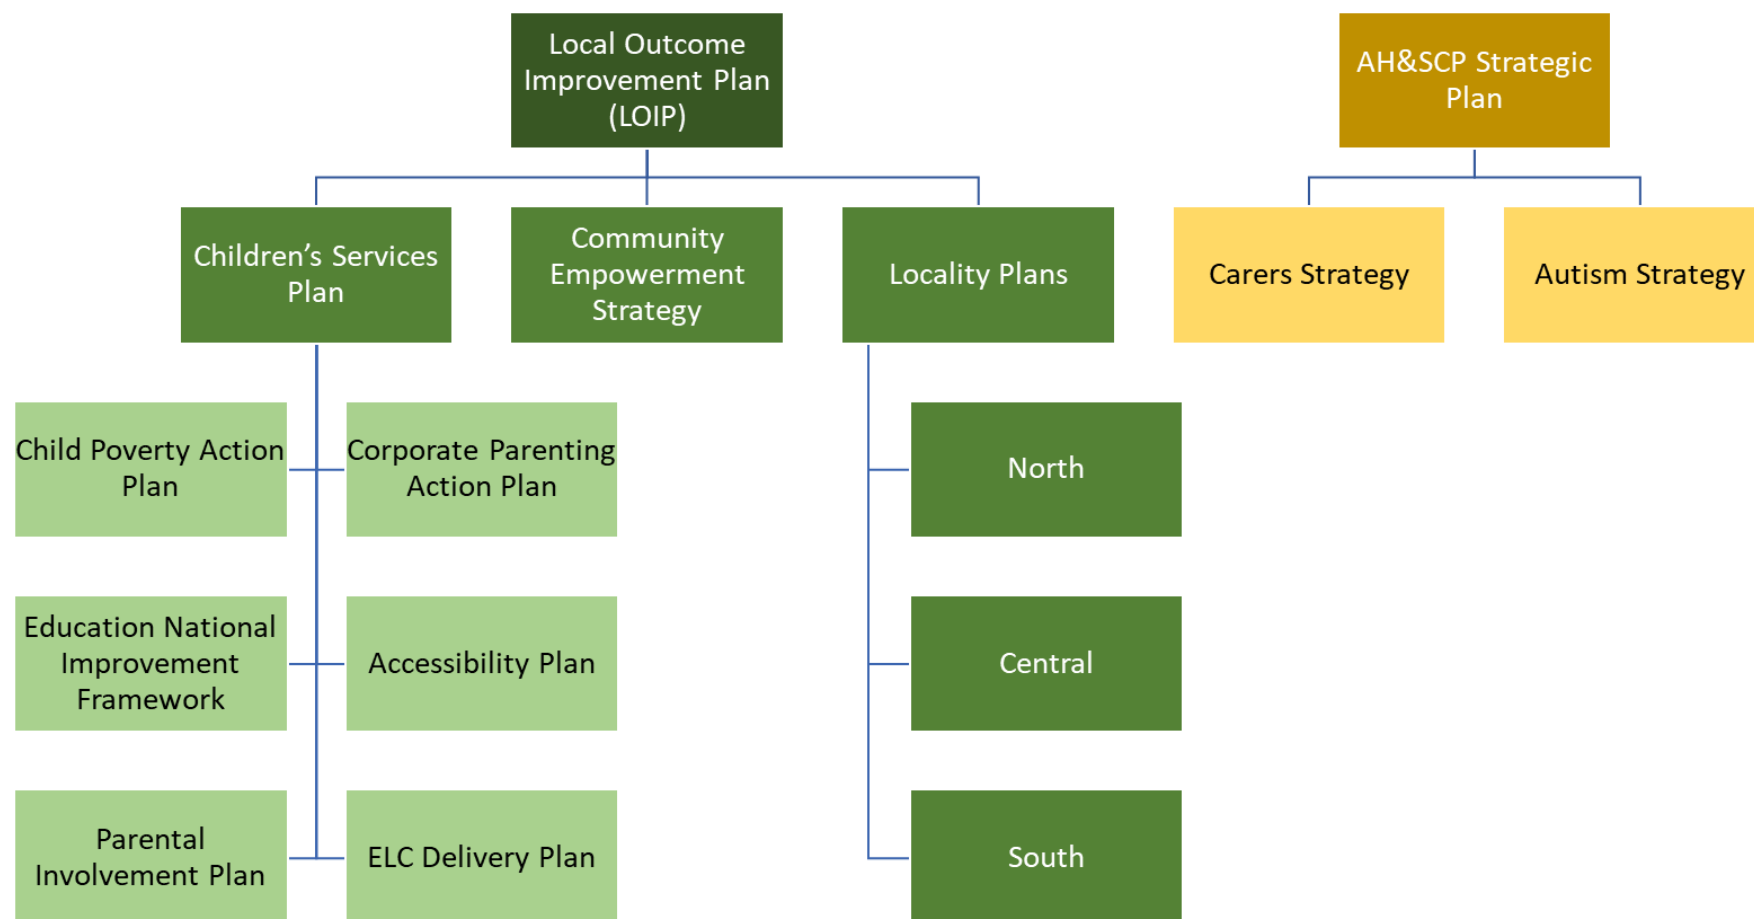 Local Outcome
Improvement Plan
(LOIP)
AH&SCP Strategic
Plan
Children’s Services
Plan
Community
Empowerment
Strategy
Locality Plans
Carers Strategy
Autism Strategy
Child Poverty Action
Plan
Corporate Parenting
Action Plan
North
Education National
Improvement
Framework
Accessibility Plan
Central
Parental
Involvement Plan
ELC Delivery Plan
South